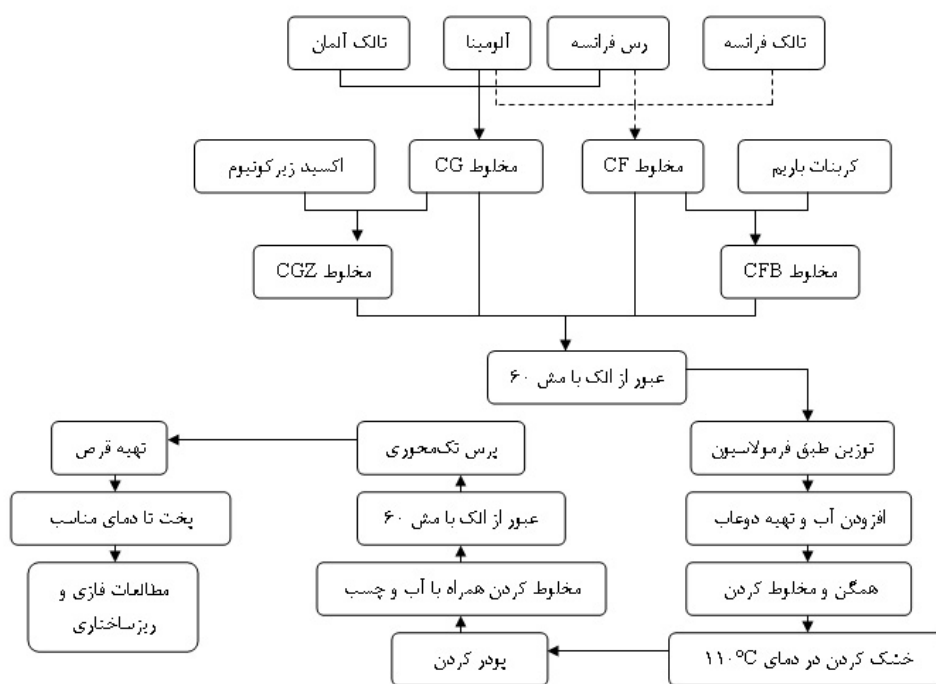 تالک فرانسه
رس فرانسه
آلومینا
تالک آلمان
کربنات باریم
مخلوط CF
مخلوط CG
اکسید زیرکونیوم
مخلوط CFB
مخلوط CGZ
عبور از الک با مش ۶۰
توزین طبق فرمولاسیون
پرس تک‌محوری
تهیه قرص
افزودن آب و تهیه دوغاب
عبور از الک با مش ۶۰
پخت تا دمای مناسب
همگن و مخلوط کردن
مخلوط کردن همراه با آب و چسب
مطالعات فازی و
ریزساختاری
خشک کردن در دمای ۱۱۰°C
پودر کردن